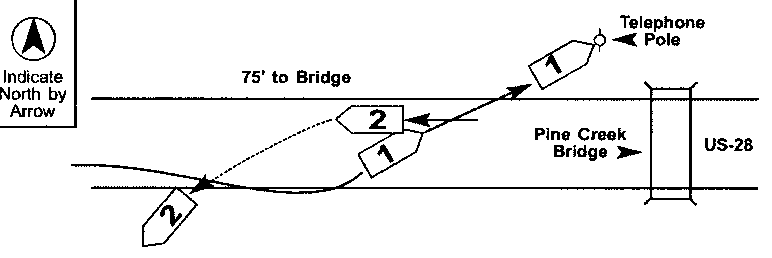 Telephone
Pole
1
Indicate
North by
Arrow
75' to Bridge
2
1
Pine Creek
Bridge
US-28
2